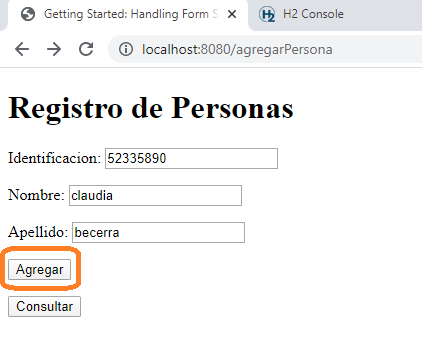 Getting Started: Handling Form S
H2 Console
localhost:8080/agregarPersona
Registro de Personas
Identificacion: 52335890
Nombre: claudia
Apellido: becerra
Agregar
Consultar